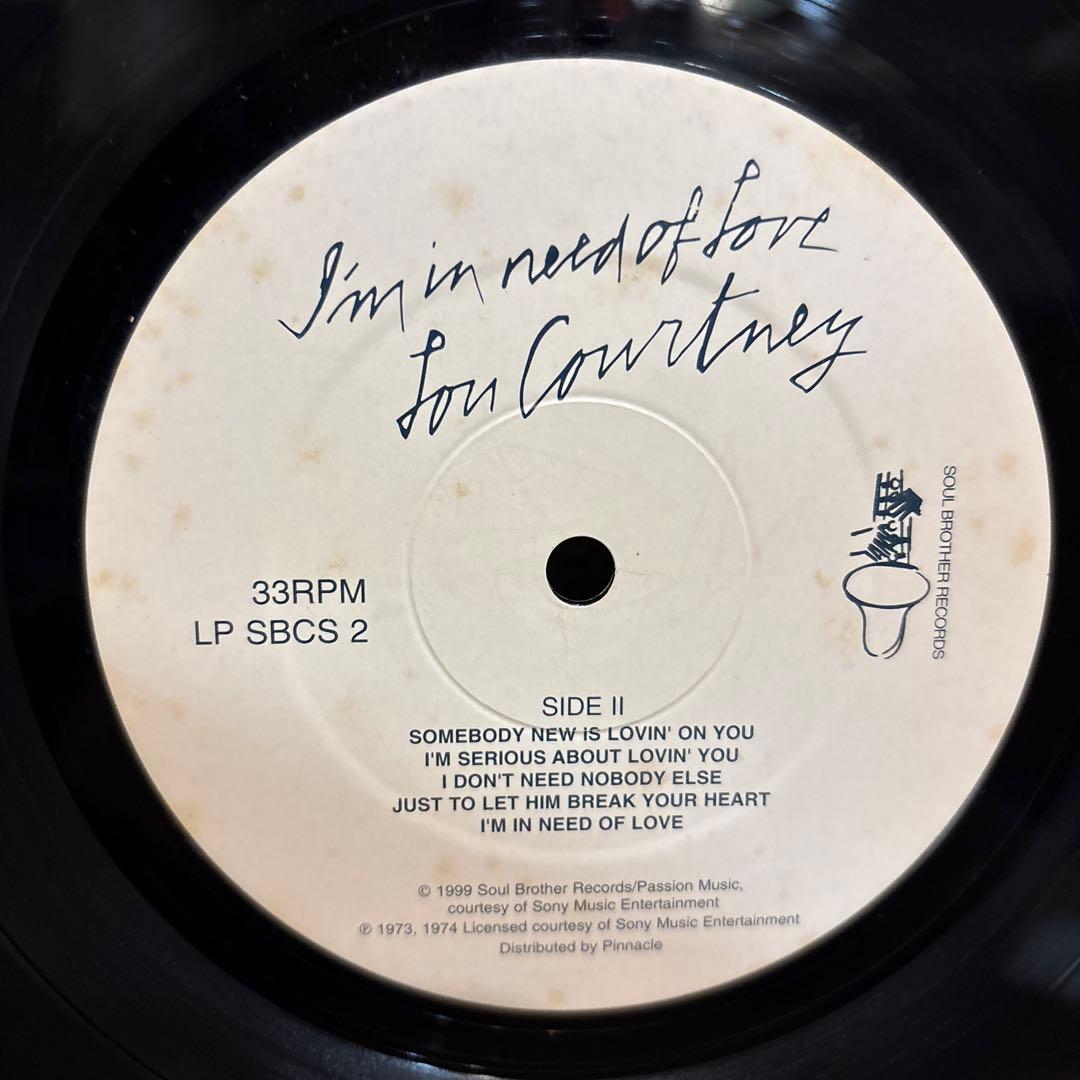 I'm in need of Love
Lou Courtney
SOUL BROTHER RECORDS
33RPM
LP SBCS 2
SIDE II
SOMEBODY NEW iS LOVIN' ON YOU
I'M SERIOUS ABOUT LOVIN' YOU
I DON'T NEED NOBODY ELSE
JUST TO LET HIM BREAK YOUR HEART
I'M IN NEED OF LOVE
© 1999 Soul Brother Records/Passion Music,
courtesy of Sony Music Entertainment
℗ 1973, 1974 Licensed courtesy of Sony Music Entertainment
Distributed by Pinnacle